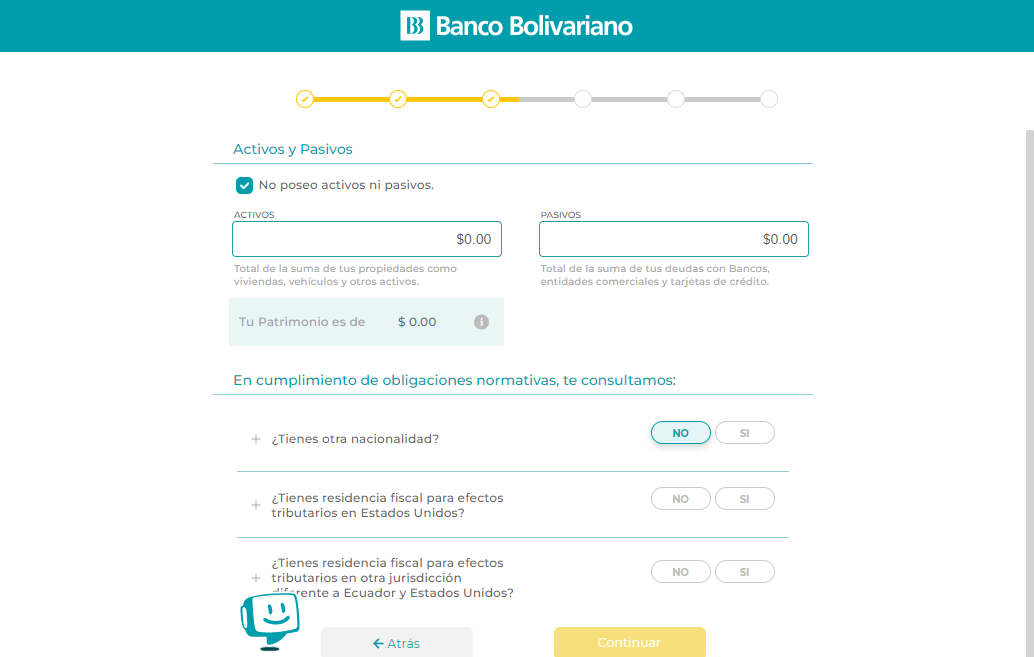 Banco Bolivariano
Activos y Pasivos
No poseo activos ni pasivos.
ACTIVOS
$0.00
Total de la suma de tus propiedades como
viviendas, vehículos y otros activos.
PASIVOS
$0.00
Total de la suma de tus deudas con Bancos,
entidades comerciales y tarjetas de crédito.
Tu Patrimonio es de $ 0.00
En cumplimiento de obligaciones normativas, te consultamos:
¿Tienes otra nacionalidad?
NO SI
¿Tienes residencia fiscal para efectos
tributarios en Estados Unidos?
NO SI
¿Tienes residencia fiscal para efectos
tributarios en otra jurisdicción
diferente a Ecuador y Estados Unidos?
NO SI
Atrás
Continuar